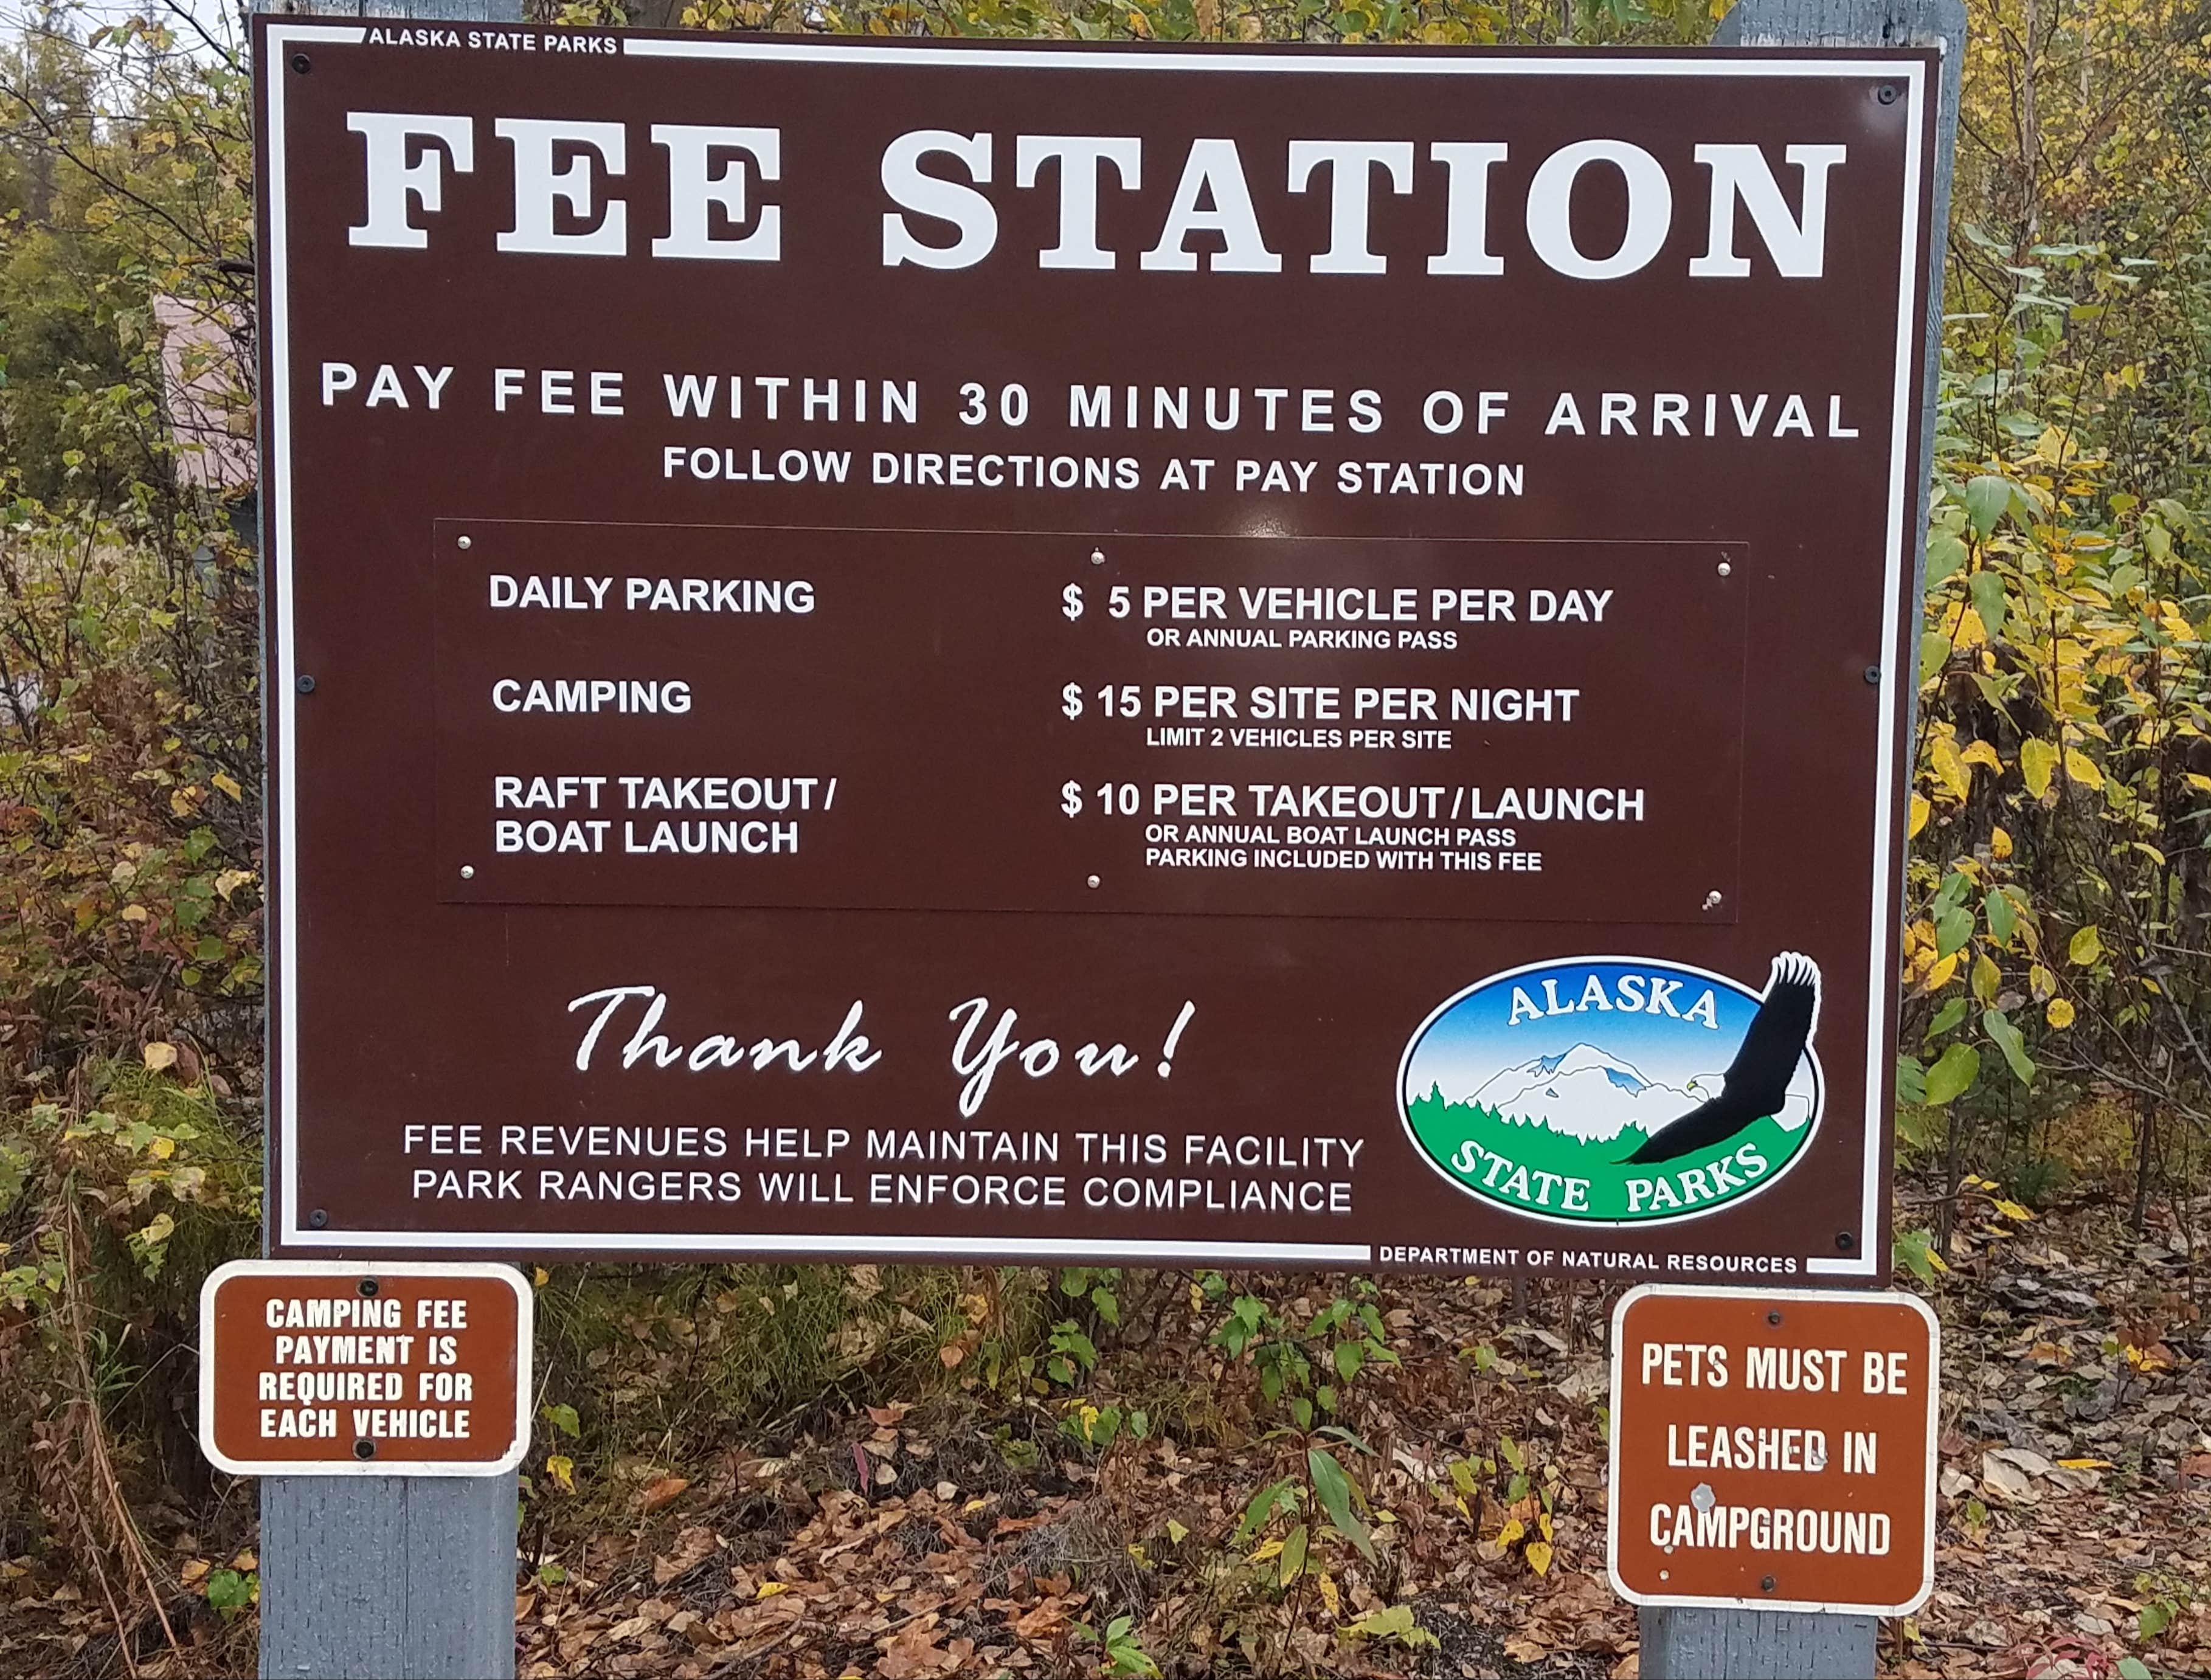 ALASKA STATE PARKS
FEE STATION
PAY FEE WITHIN 30 MINUTES OF ARRIVAL
FOLLOW DIRECTIONS AT PAY STATION
DAILY PARKING $ 5 PER VEHICLE PER DAY
OR ANNUAL PARKING PASS
CAMPING $ 15 PER SITE PER NIGHT
LIMIT 2 VEHICLES PER SITE
RAFT TAKEOUT/ $ 10 PER TAKEOUT/LAUNCH
BOAT LAUNCH OR ANNUAL BOAT LAUNCH PASS
PARKING INCLUDED WITH THIS FEE
Thank You!
FEE REVENUES HELP MAINTAIN THIS FACILITY
PARK RANGERS WILL ENFORCE COMPLIANCE
ALASKA
STATE PARKS
DEPARTMENT OF NATURAL RESOURCES
CAMPING FEE
PAYMENT IS
REQUIRED FOR
EACH VEHICLE
PETS MUST BE
LEASHED IN
CAMPGROUND